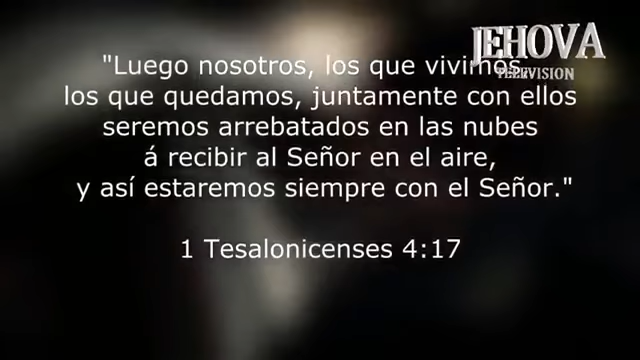 JEHOVA
TELEVISION
"Luego nosotros, los que vivimos,
los que quedamos, juntamente con ellos
seremos arrebatados en las nubes
á recibir al Señor en el aire,
y así estaremos siempre con el Señor."
1 Tesalonicenses 4:17